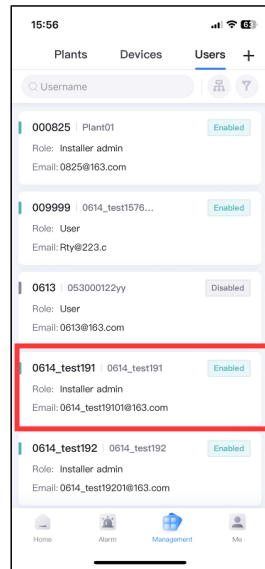 15:56
63
Plants Devices Users +
Username
000825 | Plant01 Enabled
Role: Installer admin
Email: 0825@163.com
009999 | 0614_test1576... Enabled
Role: User
Email: Rty@223.c
0613 | 053000122yy Disabled
Role: User
Email: 0613@163.com
0614_test191 | 0614_test191 Enabled
Role: Installer admin
Email: 0614_test19101@163.com
0614_test192 | 0614_test192 Enabled
Role: Installer admin
Email: 0614_test19201@163.com
Home Alarm Management Me